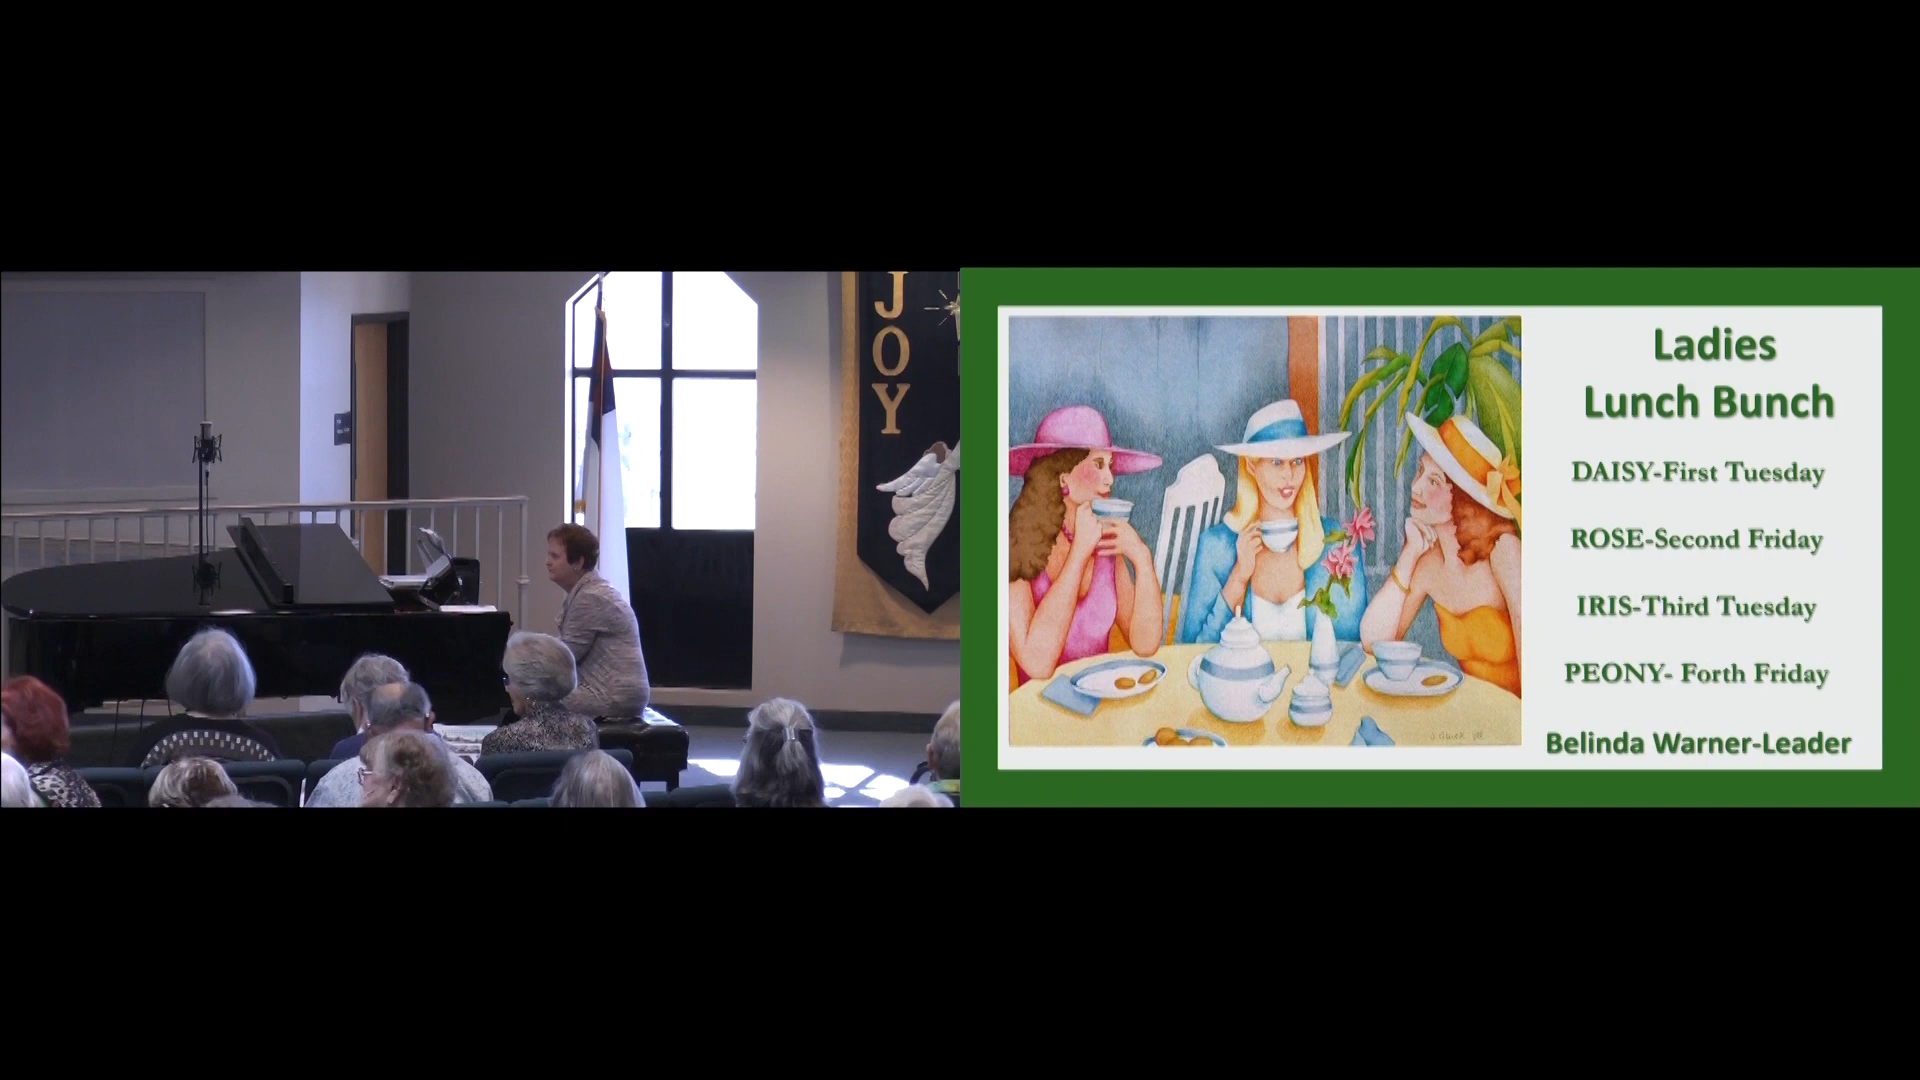 JOY
Ladies
Lunch Bunch
DAISY-First Tuesday
ROSE-Second Friday
IRIS-Third Tuesday
PEONY- Forth Friday
Belinda Warner-Leader